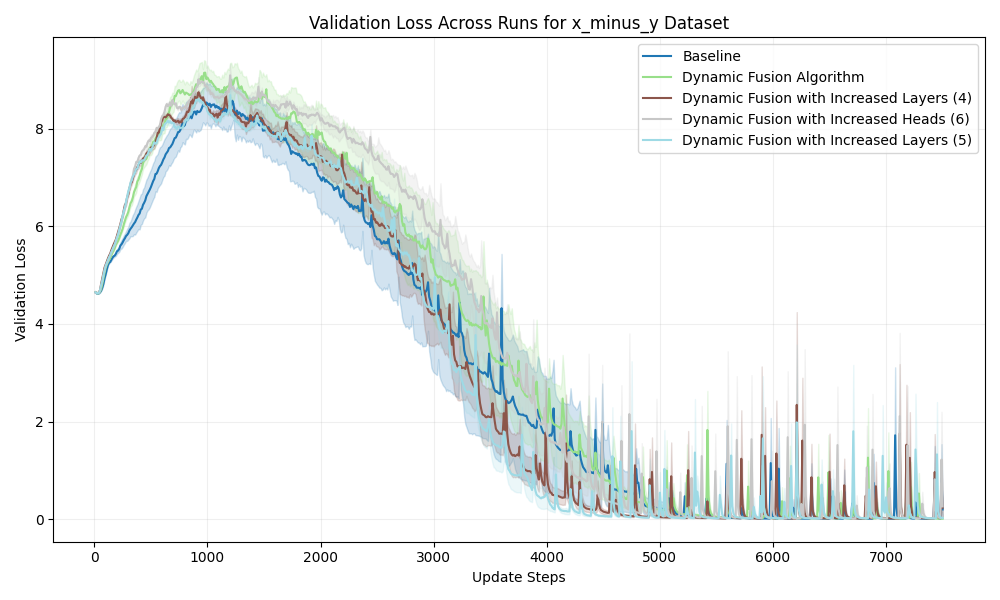 Validation Loss Across Runs for x_minus_y Dataset
Baseline
Dynamic Fusion Algorithm
Dynamic Fusion with Increased Layers (4)
Dynamic Fusion with Increased Heads (6)
Dynamic Fusion with Increased Layers (5)
Validation Loss
8
6
4
2
0
0 1000 2000 3000 4000 5000 6000 7000
Update Steps